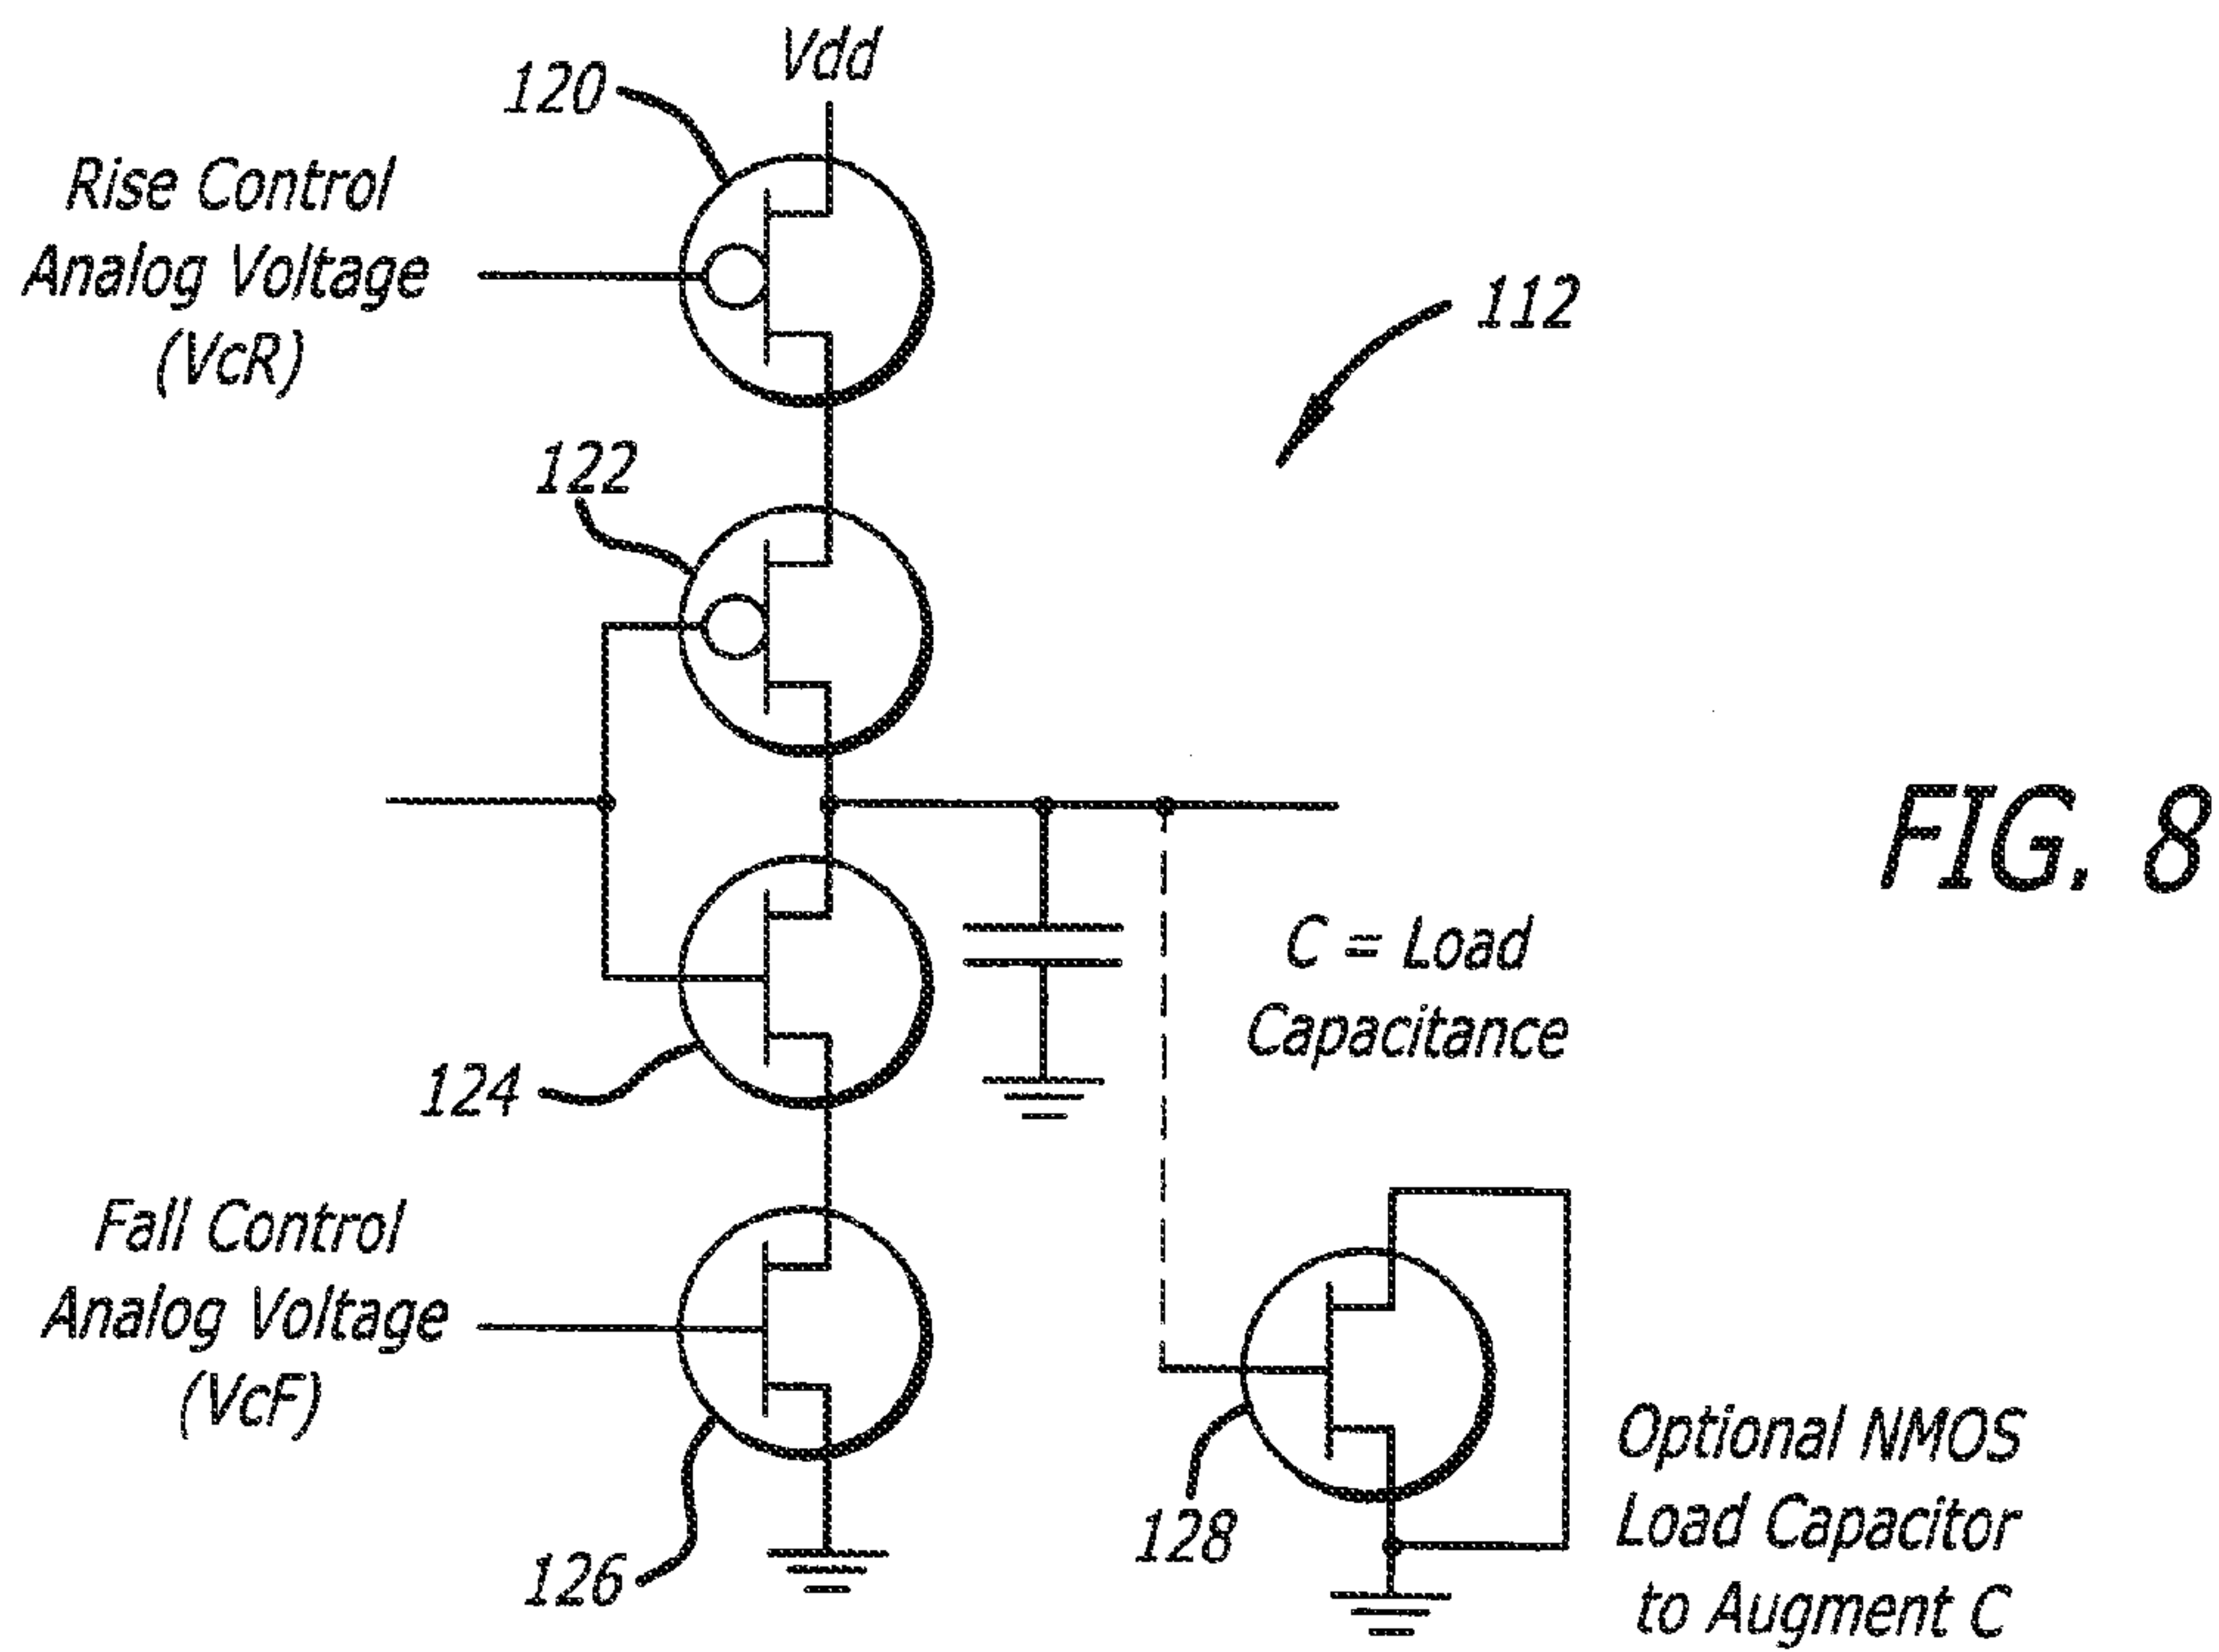 Vdd
120
Rise Control
Analog Voltage
(VcR)
112
122
FIG. 8
C = Load
Capacitance
124
Fall Control
Analog Voltage
(VcF)
126
128
Optional NMOS
Load Capacitor
to Augment C